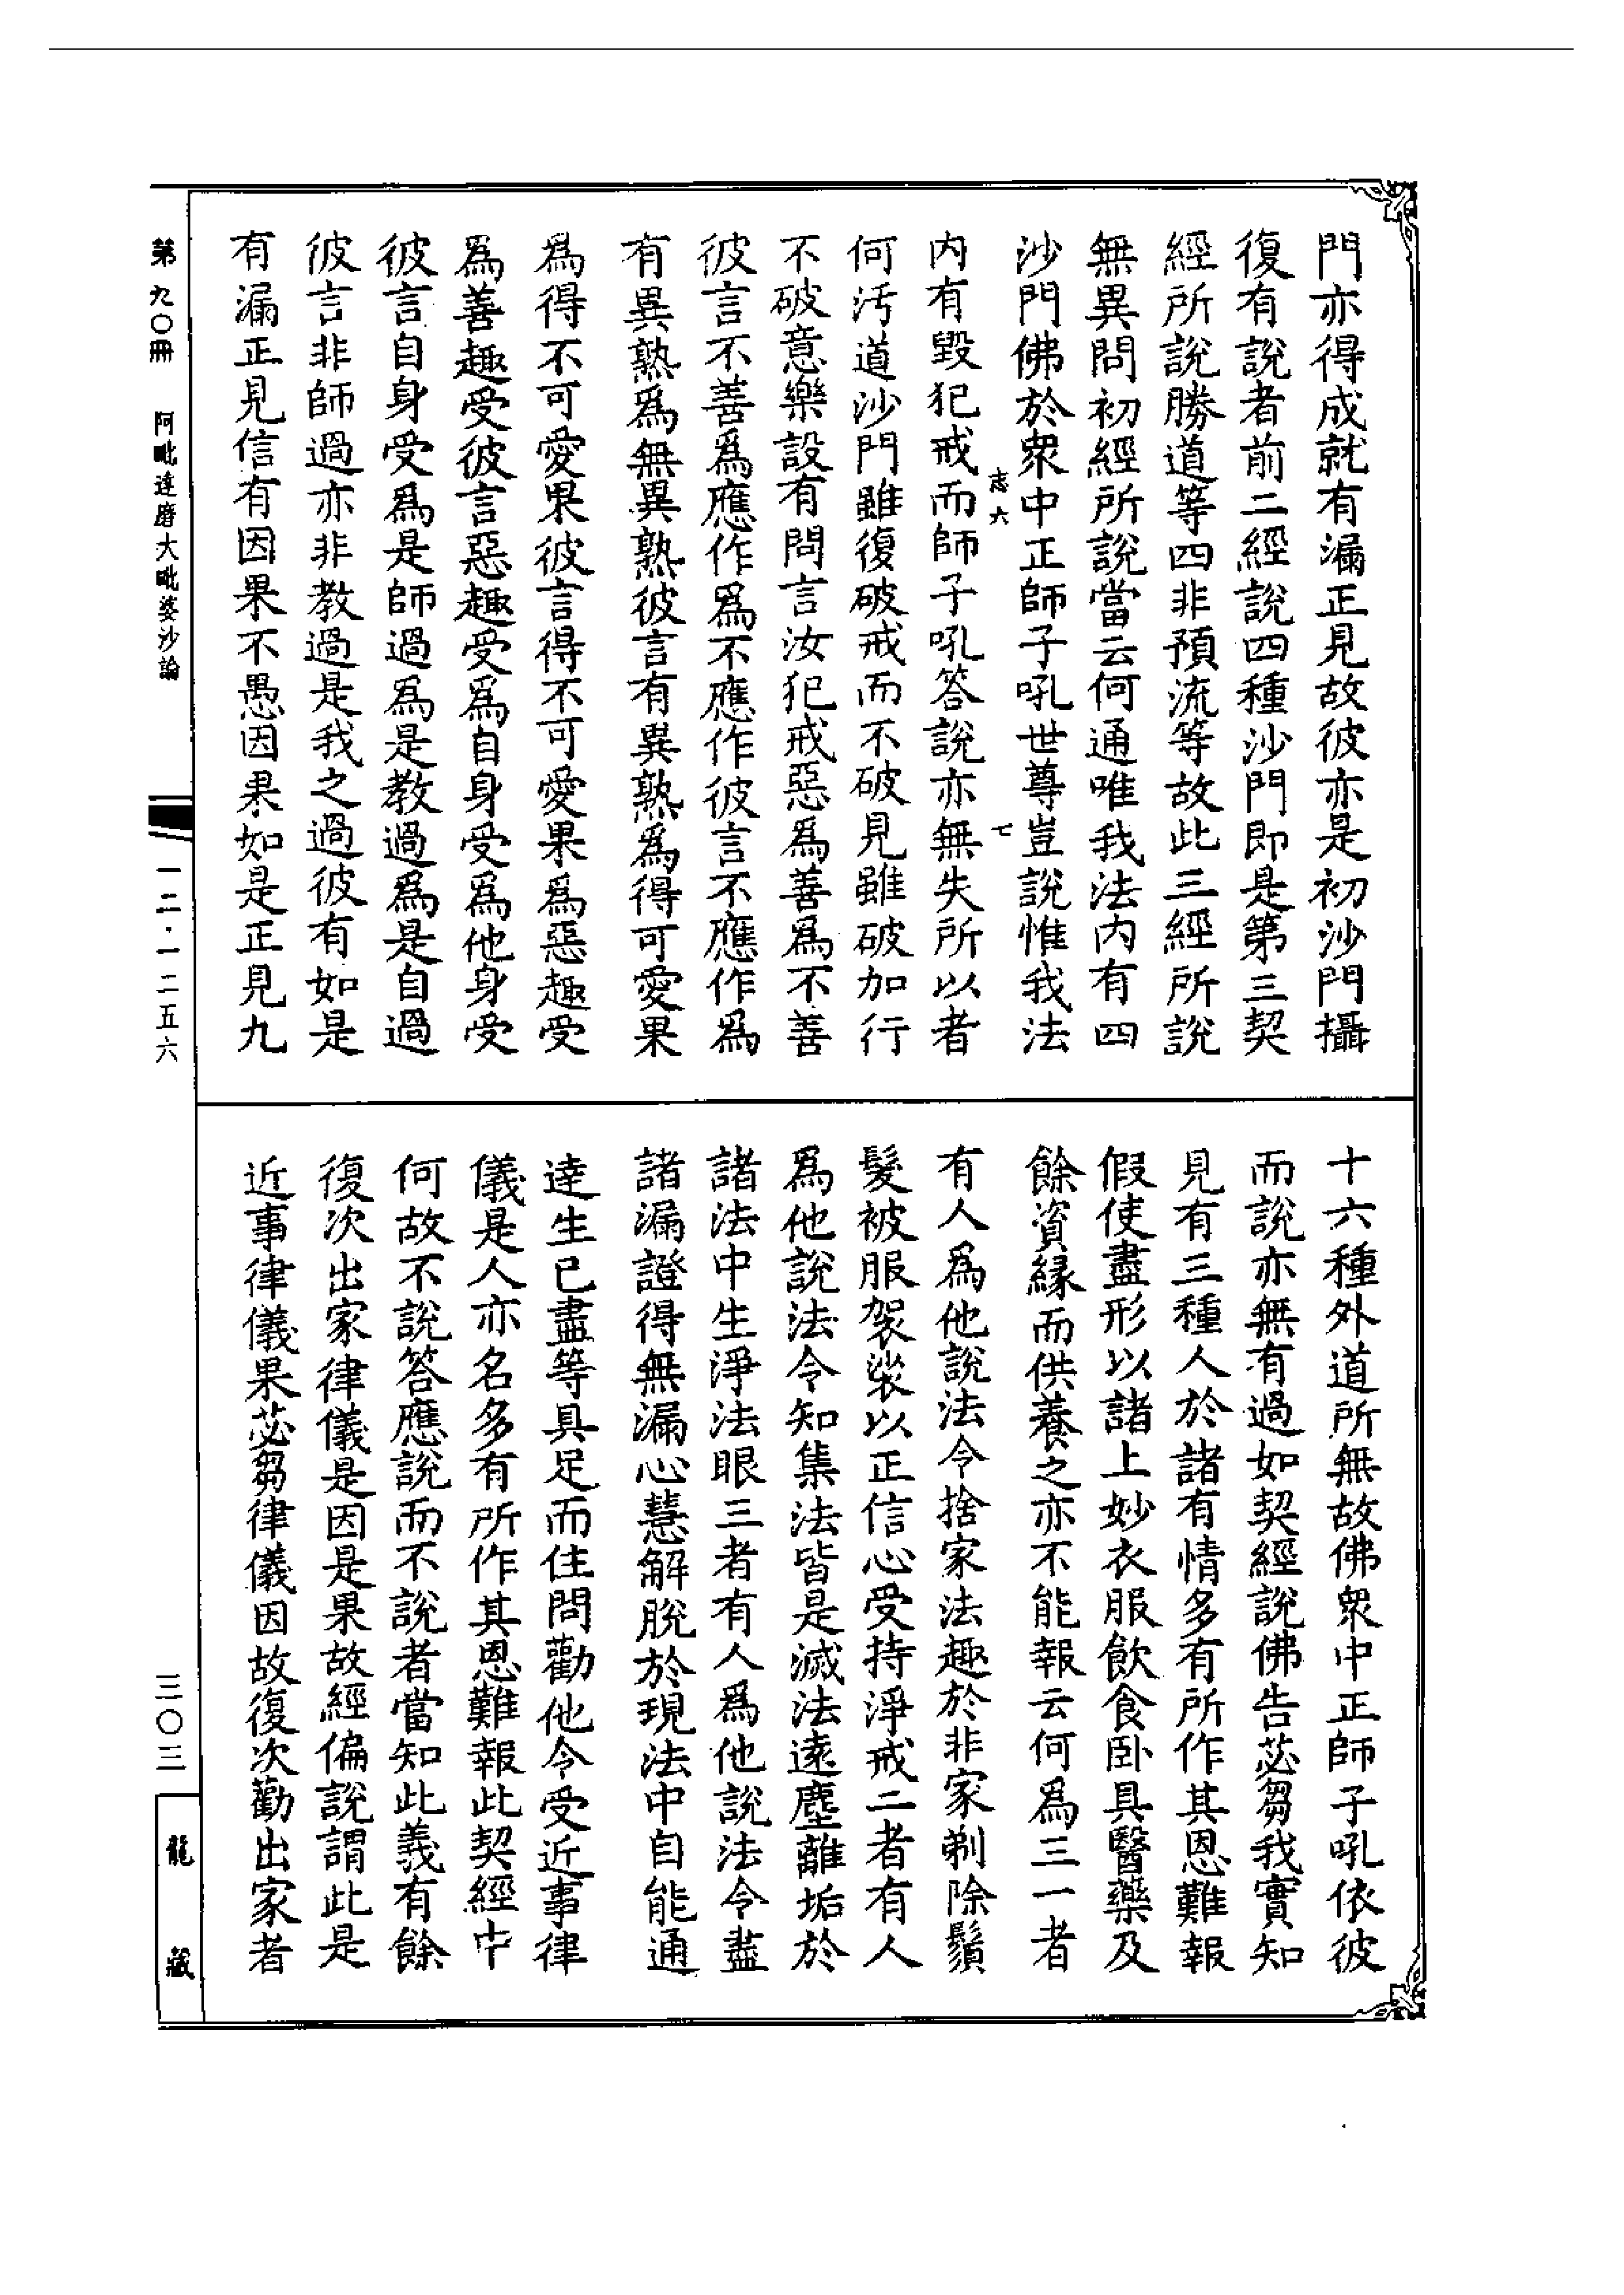 門亦得成就有漏正見故彼亦是初沙門攝
復有說者前二經說四種沙門即是第三契
經所說勝道等四非預流等故此三經所說
無異問初經所說當云何通唯我法內有四
沙門佛於衆中正師子吼世尊豈說惟我法
志六
七
內有毀犯戒而師子吼答說亦無失所以者
何汚道沙門雖復破戒而不破見雖破加行
不破意樂設有問言汝犯戒惡爲善爲不善
彼言不善爲應作爲不應作彼言不應作爲
有異熟爲無異熟彼言有異熟爲得可愛果
爲得不可愛果彼言得不可愛果爲惡趣受
爲善趣受彼言惡趣受爲自身受爲他身受
彼言自身受爲是師過爲是教過爲是自過
彼言非師過亦非教過是我之過彼有如是
有漏正見信有因果不愚因果如是正見九
十六種外道所無故佛衆中正師子吼依彼
而說亦無有過如契經說佛告苾芻我實知
見有三種人於諸有情多有所作其恩難報
假使盡形以諸上妙衣服飲食臥具醫藥及
餘資緣而供養之亦不能報云何爲三一者
有人爲他說法令捨家法趣於非家剃除鬚
髮被服袈裟以正信心受持淨戒二者有人
爲他說法令知集法皆是滅法遠塵離垢於
諸法中生淨法眼三者有人爲他說法令盡
諸漏證得無漏心慧解脫於現法中自能通
達生已盡等具足而住問勸他令受近事律
儀是人亦名多有所作其恩難報此契經中
何故不說答應說而不說者當知此義有餘
復次出家律儀是因是果故經偏說謂此是
近事律儀果苾芻律儀因故復次勸出家者
第九〇冊　阿毗達磨大毗婆沙論
一二·一二五六
三〇三
龍藏